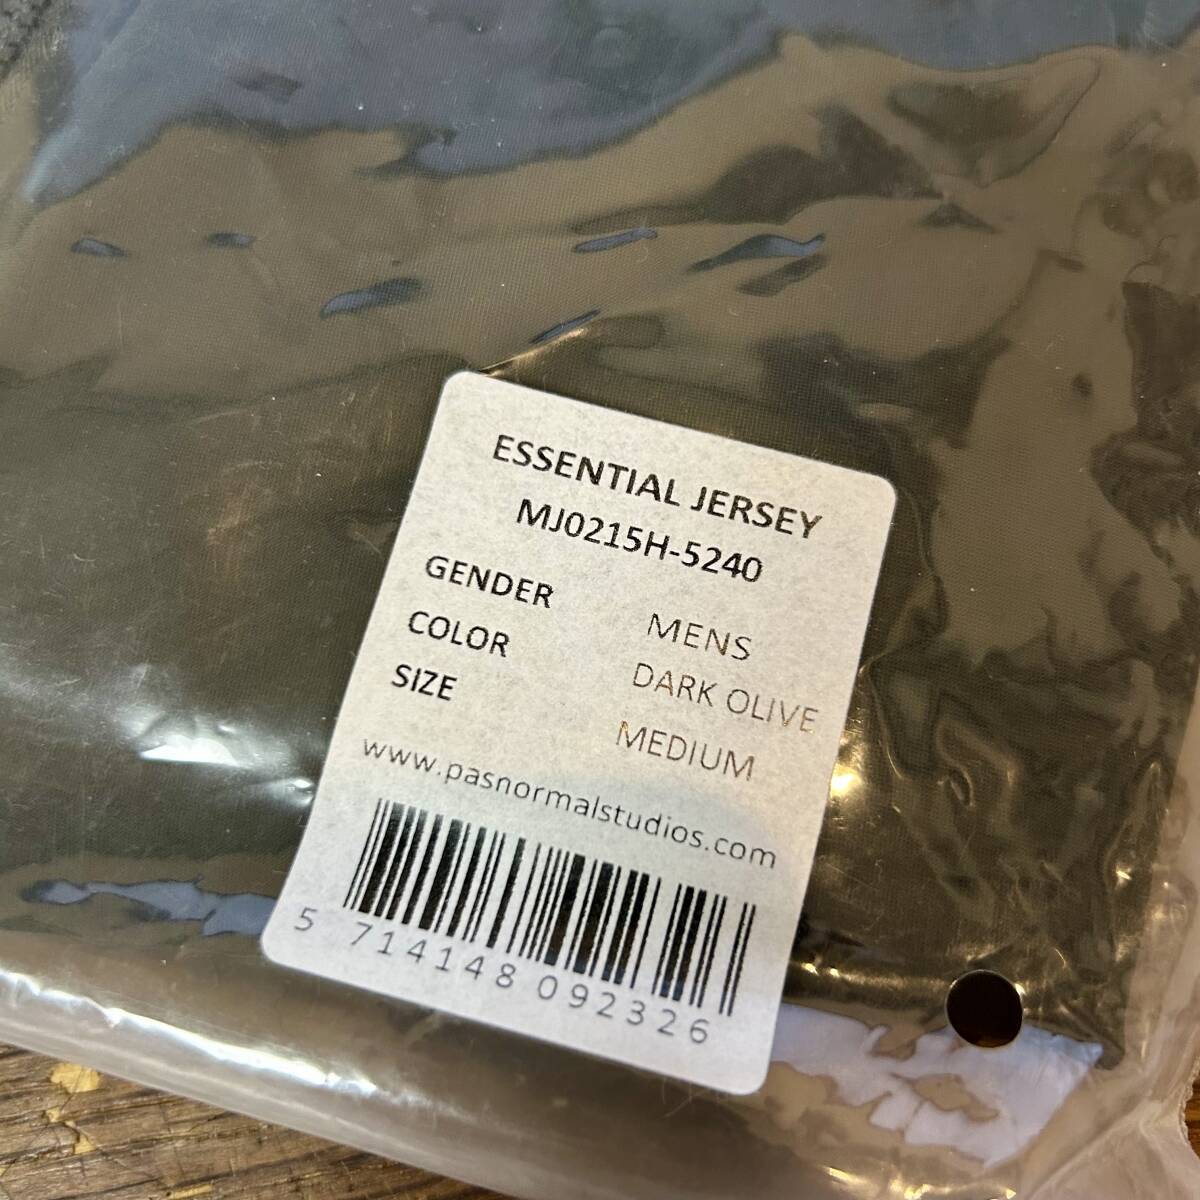 ESSENTIAL JERSEY
MJ0215H-5240
GENDER MENS
COLOR DARK OLIVE
SIZE MEDIUM
www.pasnormalstudios.com
5 714148 092326